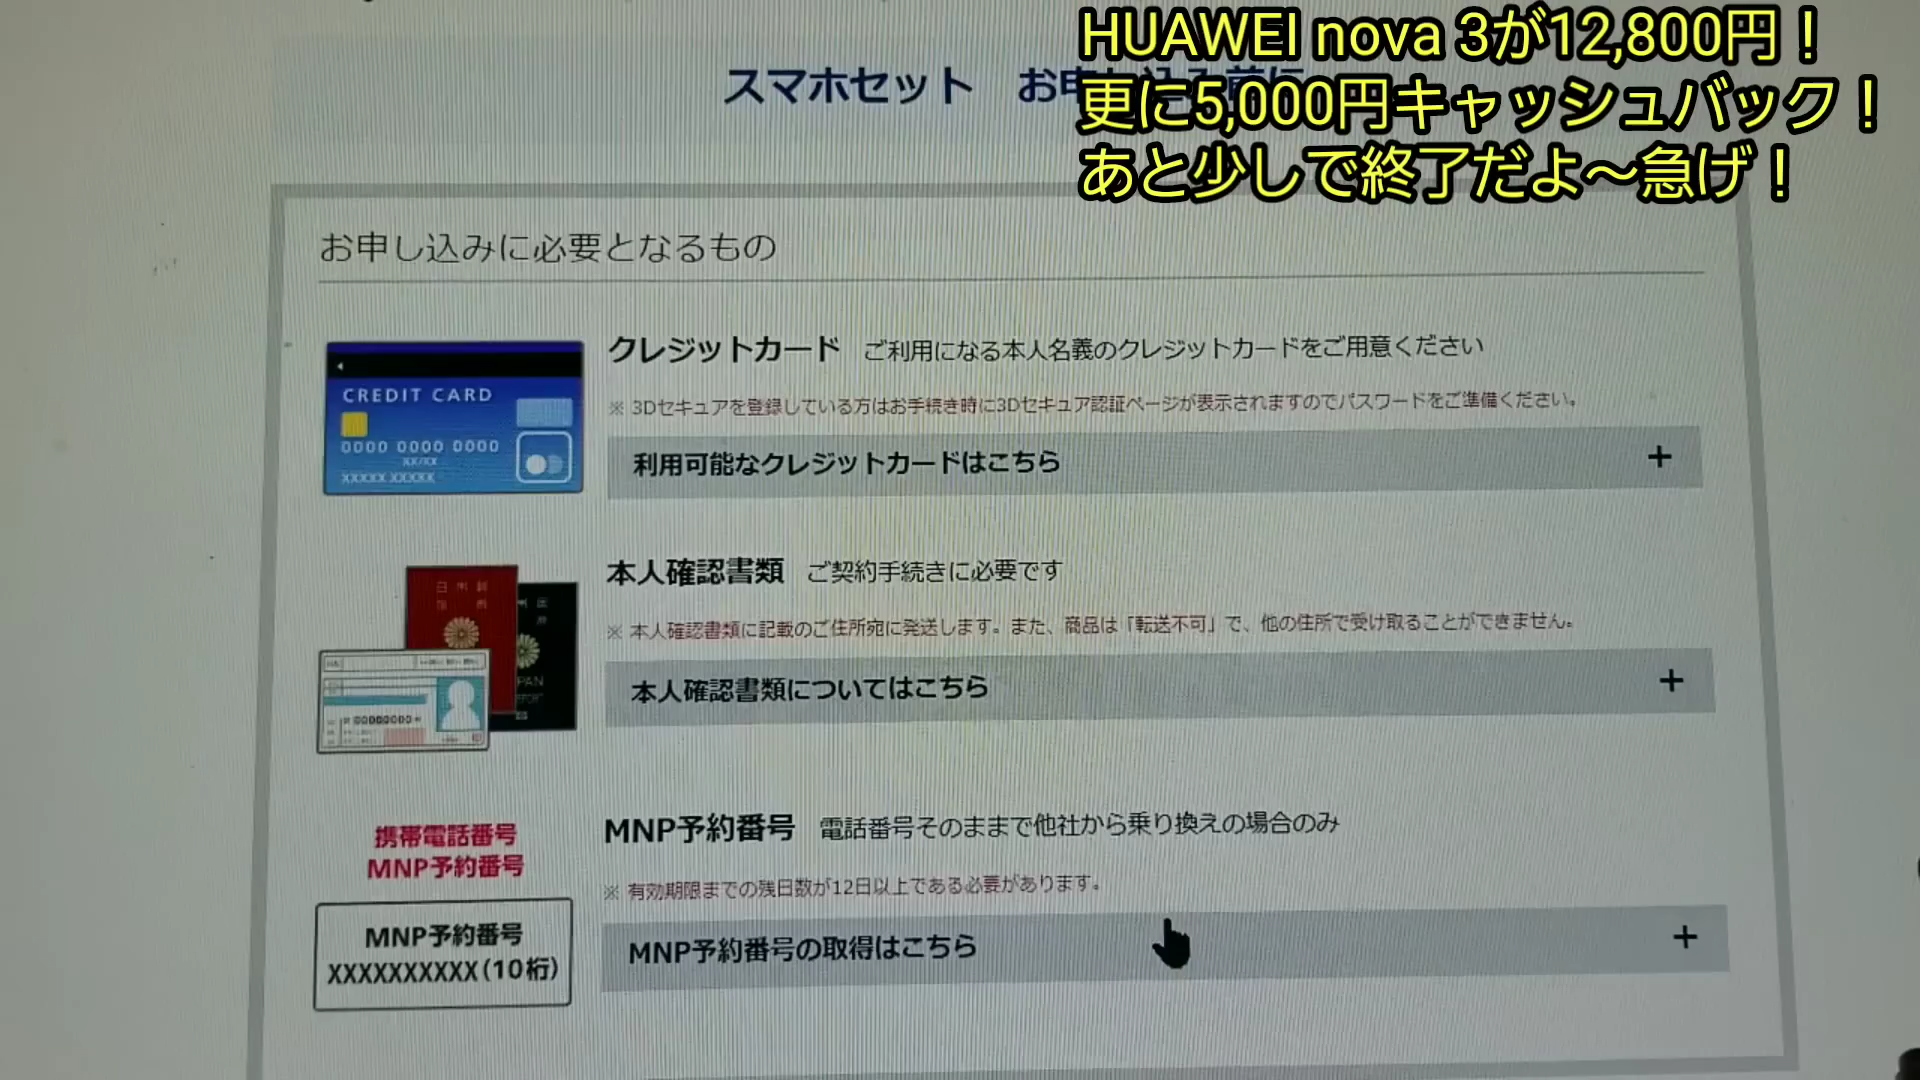 HUAWEI nova 3が12,800円！
更に5,000円キャッシュバック！
あと少しで終了だよ～急げ！
スマホセット お申し込み前に
お申し込みに必要となるもの
クレジットカード ご利用になる本人名義のクレジットカードをご用意ください
※ 3Dセキュアを登録している方はお手続き時に3Dセキュア認証ページが表示されますのでパスワードをご準備ください。
CREDIT CARD
0000 0000 0000
XX/XX
XXXXX XXXXX
利用可能なクレジットカードはこちら +
本人確認書類 ご契約手続きに必要です
※ 本人確認書類に記載のご住所宛に発送します。また、商品は「転送不可」で、他の住所で受け取ることができません。
本人確認書類についてはこちら +
携帯電話番号
MNP予約番号
MNP予約番号
XXXXXXXXXX(10桁)
MNP予約番号 電話番号そのままで他社から乗り換えの場合のみ
※ 有効期限までの残日数が12日以上である必要があります。
MNP予約番号の取得はこちら +